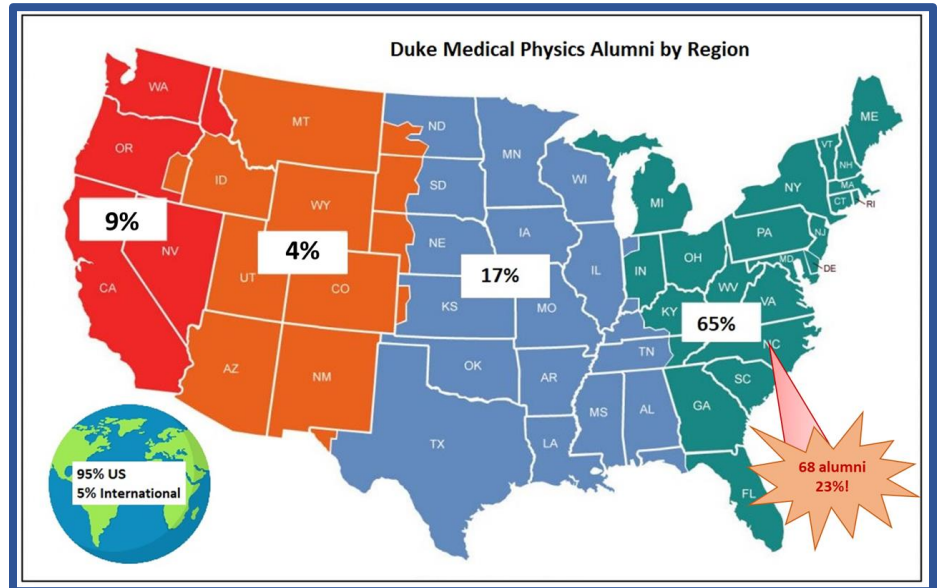 Duke Medical Physics Alumni by Region
WA
MT
ND
MN
ME
OR
ID
SD
WI
VT
NH
NY
MA
CT
RI
WY
MI
9%
4%
NV
NE
IA
17%
PA
NJ
UT
CO
IL
IN
OH
MD
DE
CA
KS
MO
WV
VA
KY
65%
AZ
NM
OK
AR
TN
NC
SC
TX
LA
MS
AL
GA
FL
95% US
5% International
68 alumni
23%!